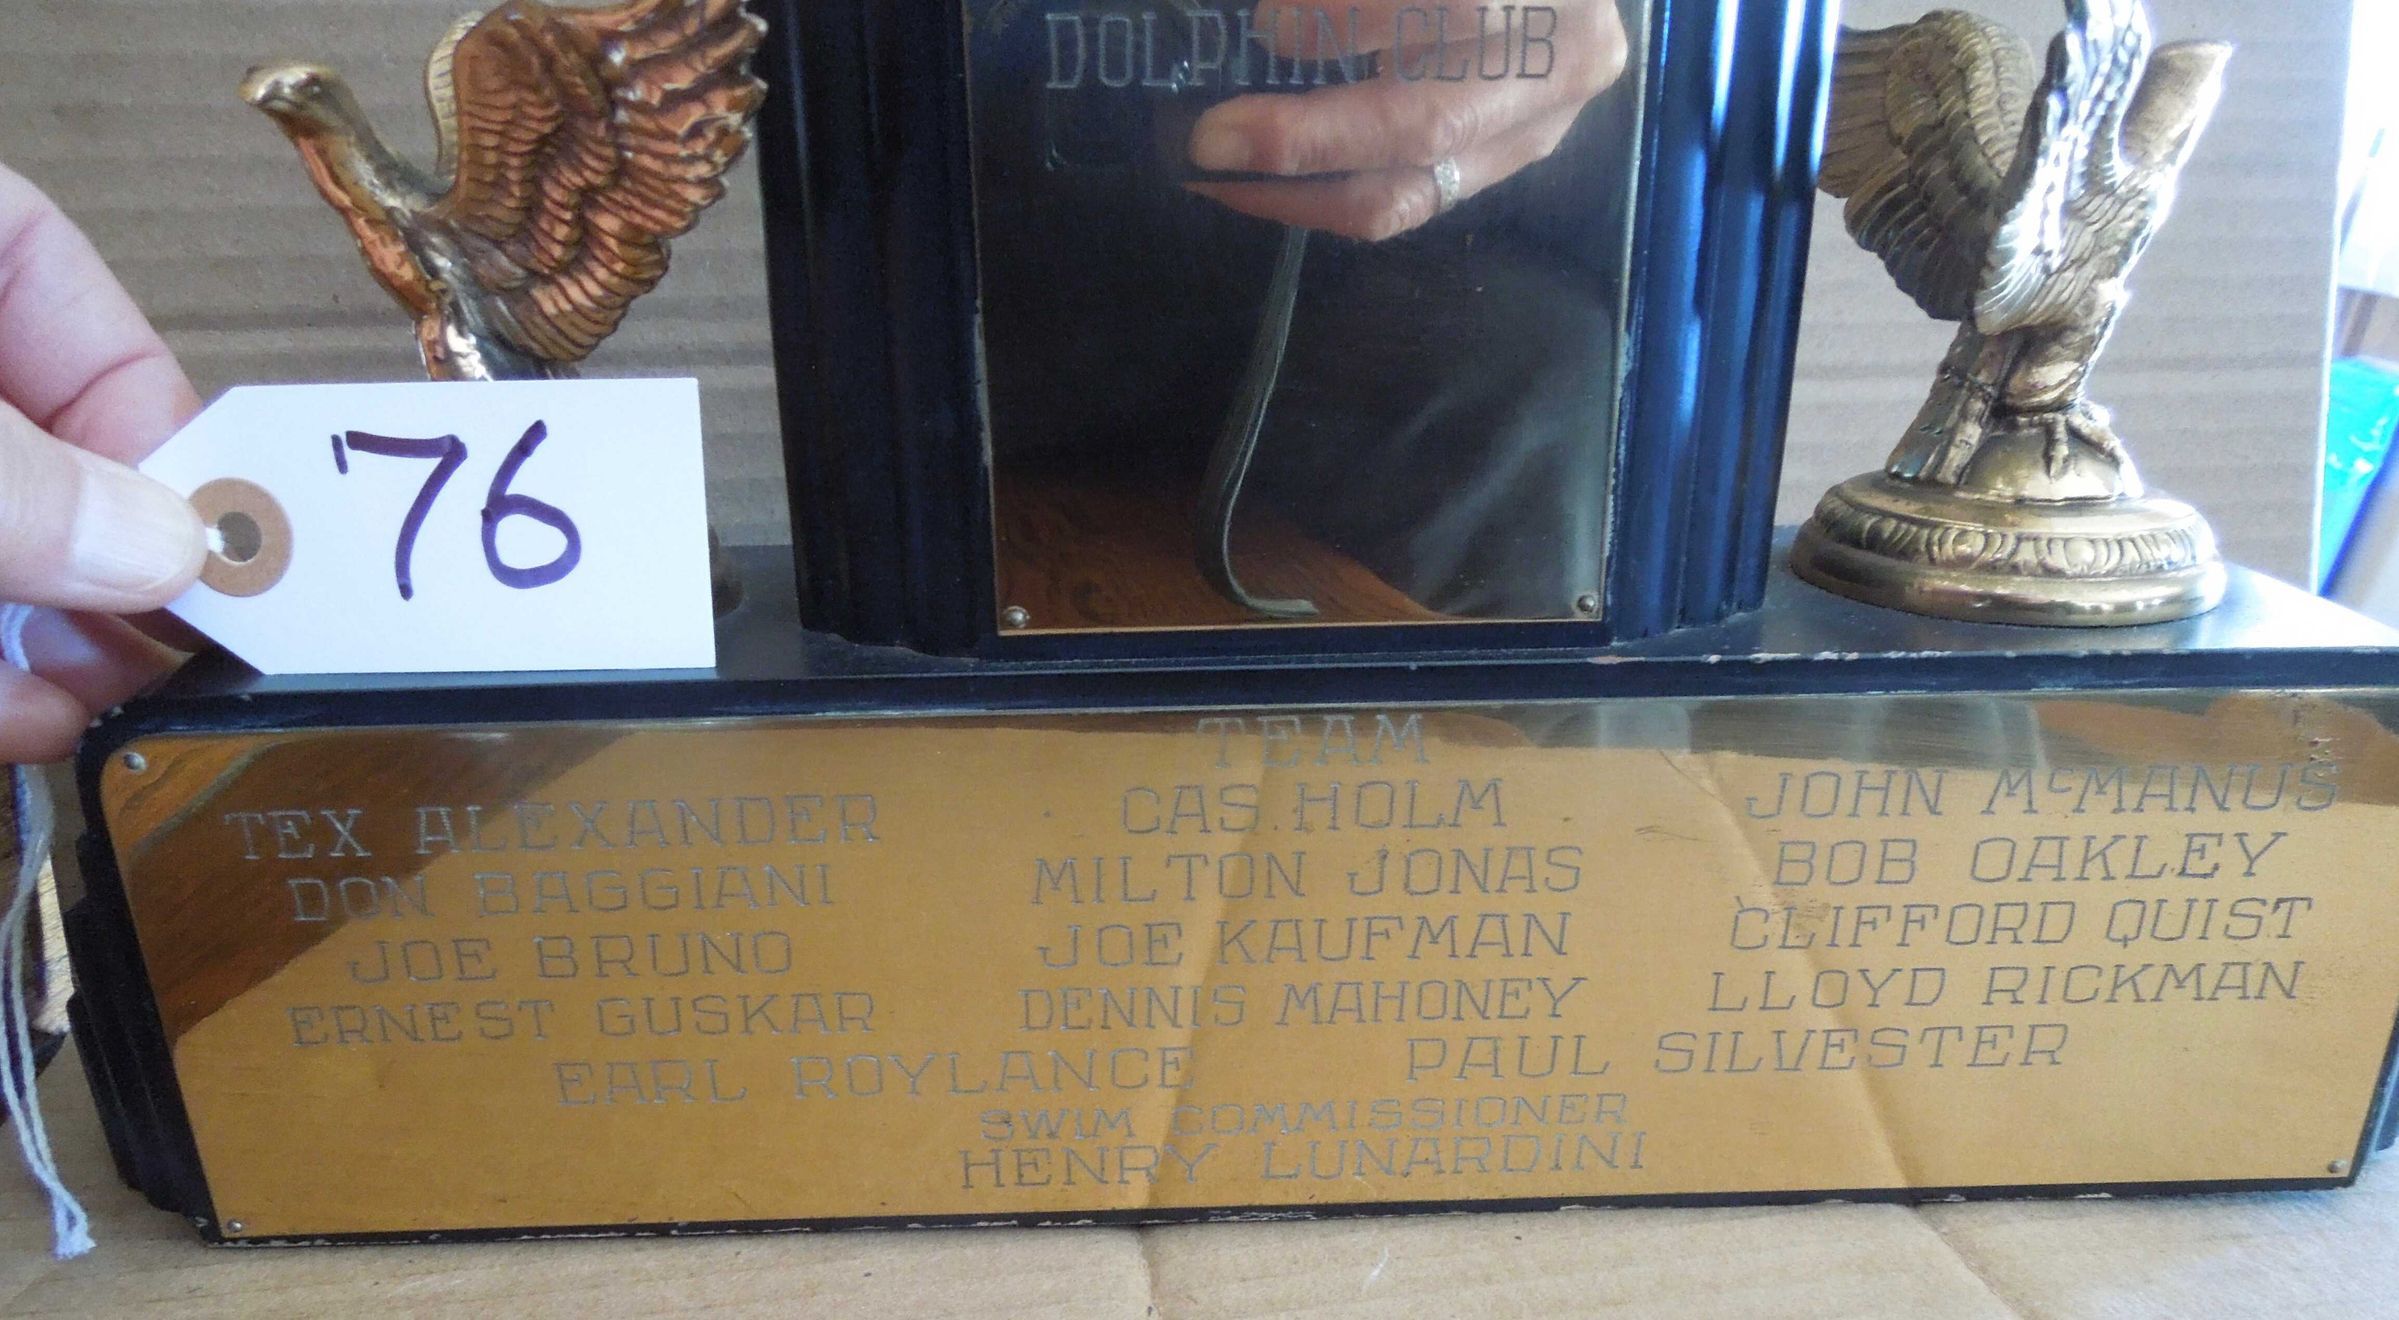 DOLPHIN CLUB
'76
TEAM
TEX ALEXANDER CAS. HOLM JOHN McMANUS
DON BAGGIANI MILTON JONAS BOB OAKLEY
JOE BRUNO JOE KAUFMAN CLIFFORD QUIST
ERNEST GUSKAR DENNIS MAHONEY LLOYD RICKMAN
EARL ROYLANCE PAUL SILVESTER
SWIM COMMISSIONER
HENRY LUNARDINI